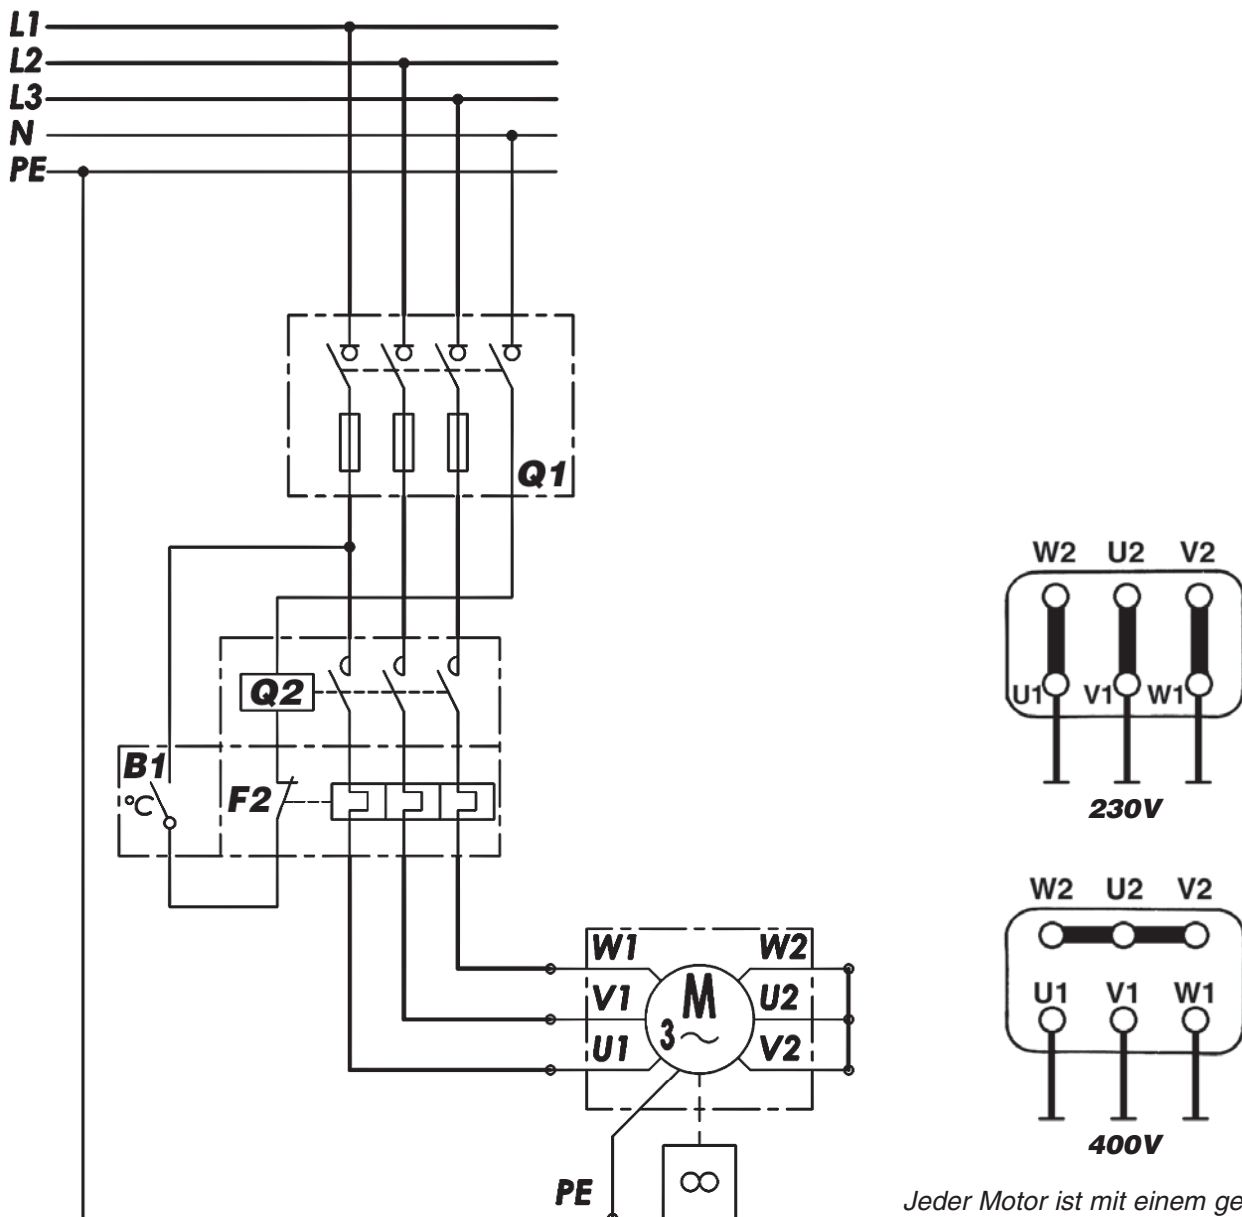 L1
L2
L3
N
PE
Q1
Q2
B1
°C
F2
W1 W2
V1 M U2
3
U1 V2
PE
W2 U2 V2
U1 V1 W1
230V
W2 U2 V2
U1 V1 W1
400V
Jeder Motor ist mit einem ge